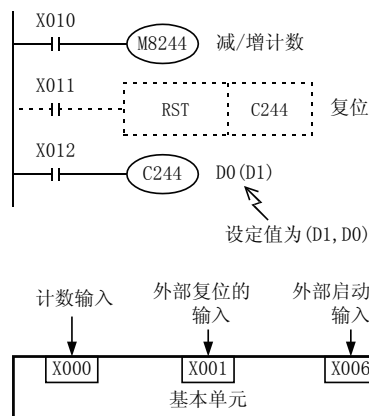 X010
M8244 减/增计数
X011
RST C244 复位
X012
C244 D0(D1)
设定值为(D1,D0)
计数输入 外部复位的输入 外部启动
输入
X000 X001 X006
基本单元